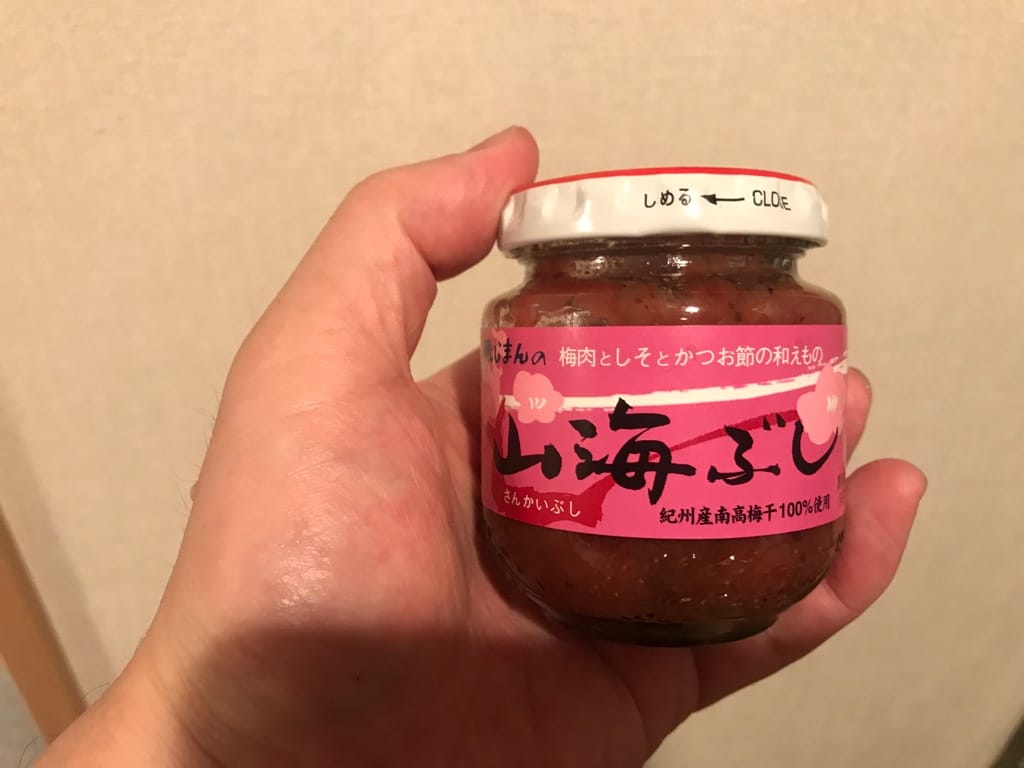 しめる ← CLOSE
じまんの 梅肉としそとかつお節の和えもの
山海ぶし
さんかいぶし
紀州産南高梅干100%使用